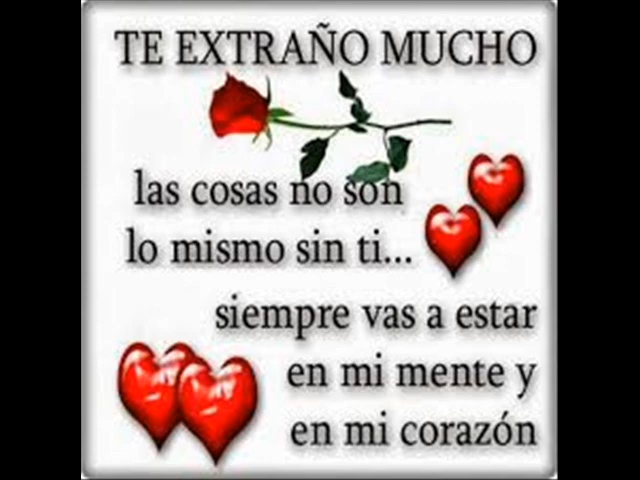 TE EXTRAÑO MUCHO
las cosas no son
lo mismo sin ti...
siempre vas a estar
en mi mente y
en mi corazón